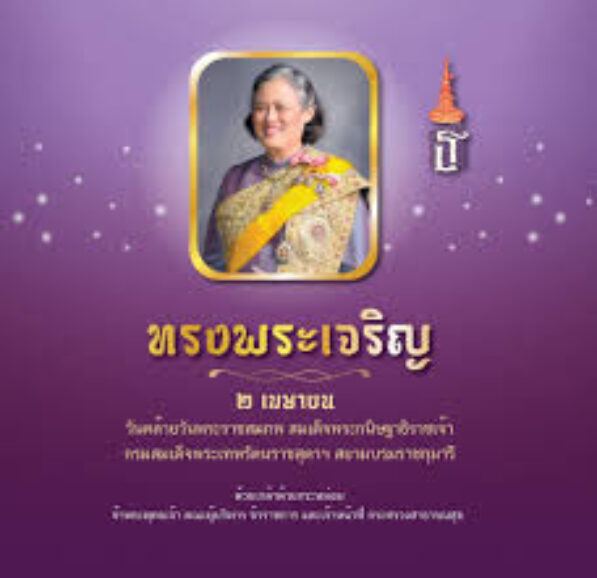 ธ
ทรงพระเจริญ
๒ เมษายน
วันคล้ายวันพระราชสมภพ สมเด็จพระกนิษฐาธิราชเจ้า
กรมสมเด็จพระเทพรัตนราชสุดาฯ สยามบรมราชกุมารี
ด้วยเกล้าด้วยกระหม่อม
ข้าพระพุทธเจ้า คณะผู้บริหาร ข้าราชการ และเจ้าหน้าที่ กระทรวงสาธารณสุข